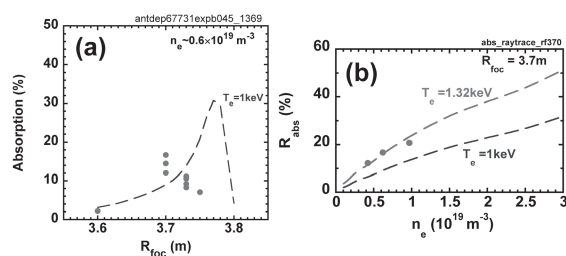 antdep67731expb045_1369
(a)
n_e~0.6×10^19 m^-3
T_e=1keV
Absorption (%)
60
50
40
30
20
10
0
3.6
3.7
3.8
R_foc (m)
abs_raytrace_rf370
(b)
R_foc = 3.7m
T_e=1.32keV
T_e=1keV
R_abs (%)
60
40
20
0
0
0.5
1
1.5
2
2.5
3
n_e (10^19 m^-3)